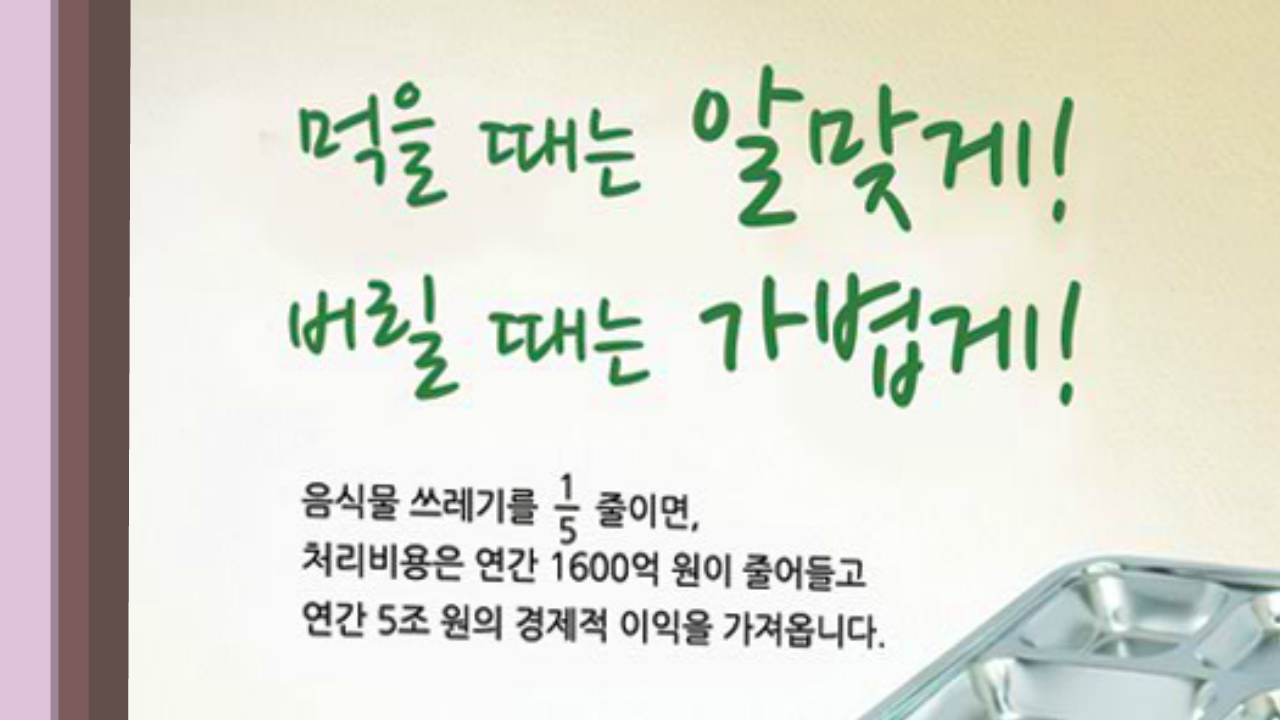 먹을 때는 알맞게!
버릴 때는 가볍게!
음식물 쓰레기를 1/5 줄이면,
처리비용은 연간 1600억 원이 줄어들고
연간 5조 원의 경제적 이익을 가져옵니다.